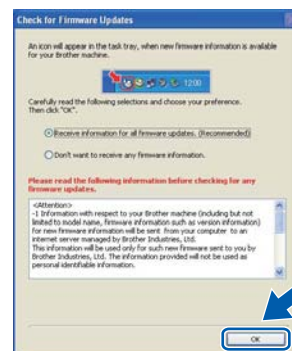 Check for Firmware Updates
An icon will appear in the task tray, when new firmware information is available
for your Brother machine.
1200
Carefully read the following selections and choose your preference.
Then click "OK".
Receive information for all firmware updates. (Recommended)
Don't want to receive any firmware information.
Please read the following information before checking for any
firmware updates.
<Attention>
-1 Information with respect to your Brother machine (including but not
limited to model name, firmware information such as version information)
for new firmware information will be sent from your computer to an
internet server managed by Brother Industries, Ltd.
This information will be used only for such new firmware sent to you by
Brother Industries, Ltd. The information provided will not be used as
personal identifiable information.
OK